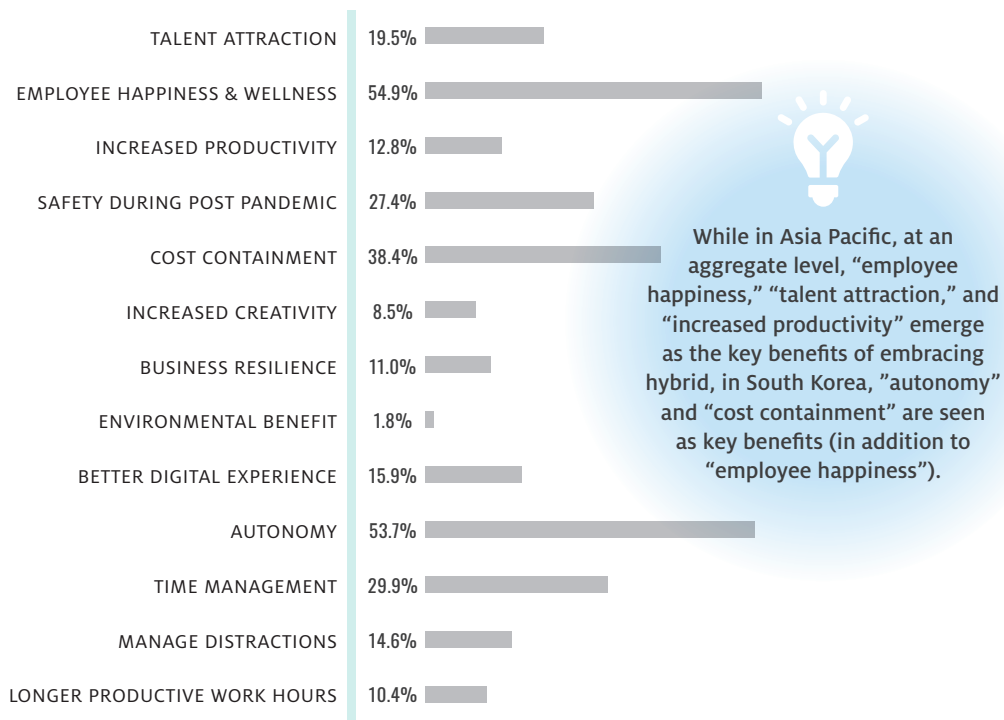 TALENT ATTRACTION 19.5%
EMPLOYEE HAPPINESS & WELLNESS 54.9%
INCREASED PRODUCTIVITY 12.8%
SAFETY DURING POST PANDEMIC 27.4%
COST CONTAINMENT 38.4%
INCREASED CREATIVITY 8.5%
BUSINESS RESILIENCE 11.0%
ENVIRONMENTAL BENEFIT 1.8%
BETTER DIGITAL EXPERIENCE 15.9%
AUTONOMY 53.7%
TIME MANAGEMENT 29.9%
MANAGE DISTRACTIONS 14.6%
LONGER PRODUCTIVE WORK HOURS 10.4%
While in Asia Pacific, at an
aggregate level, “employee
happiness,” “talent attraction,” and
“increased productivity” emerge
as the key benefits of embracing
hybrid, in South Korea, ”autonomy”
and “cost containment” are seen
as key benefits (in addition to
“employee happiness”).